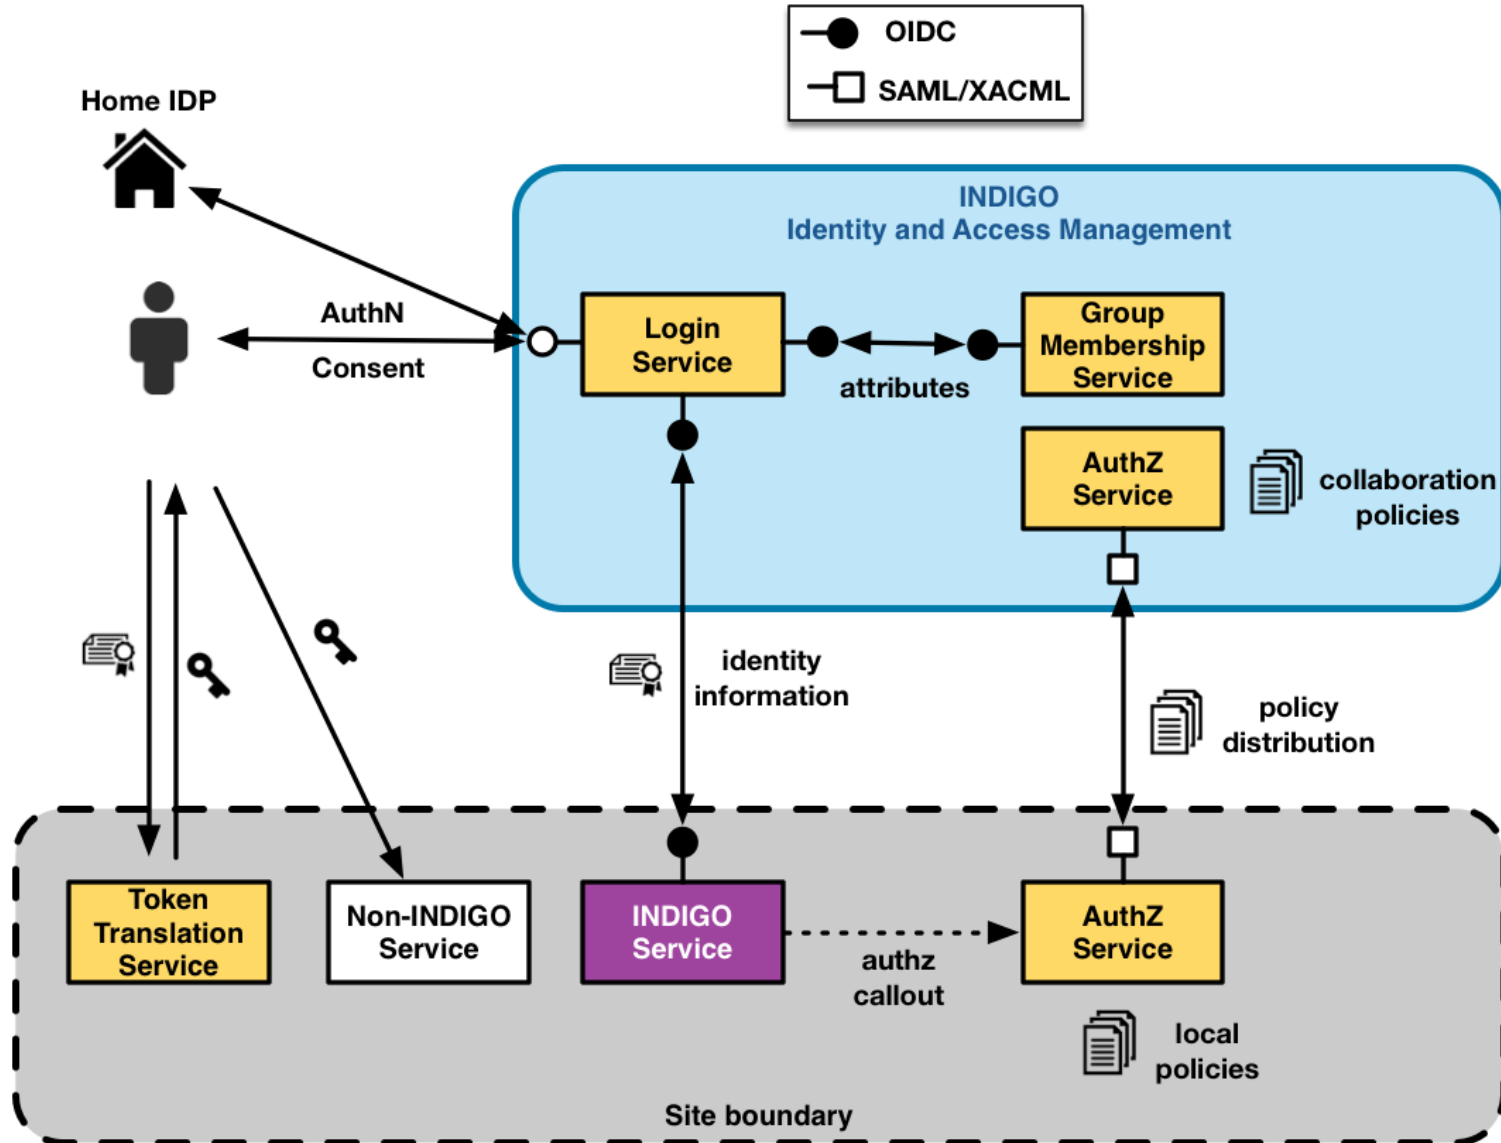 OIDC
SAML/XACML
Home IDP
INDIGO
Identity and Access Management
AuthN
Consent
Login
Service
attributes
Group
Membership
Service
AuthZ
Service
collaboration
policies
identity
information
policy
distribution
Token
Translation
Service
Non-INDIGO
Service
INDIGO
Service
authz
callout
AuthZ
Service
local
policies
Site boundary